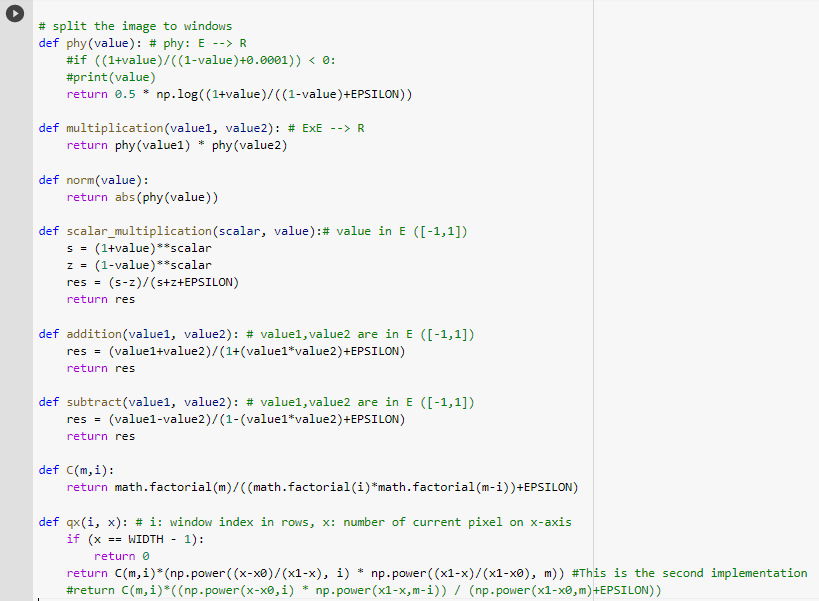 # split the image to windows
def phy(value): # phy: E --> R
    #if ((1+value)/((1-value)+0.0001)) < 0:
    #print(value)
    return 0.5 * np.log((1+value)/((1-value)+EPSILON))

def multiplication(value1, value2): # ExE --> R
    return phy(value1) * phy(value2)

def norm(value):
    return abs(phy(value))

def scalar_multiplication(scalar, value):# value in E ([-1,1])
    s = (1+value)**scalar
    z = (1-value)**scalar
    res = (s-z)/(s+z+EPSILON)
    return res

def addition(value1, value2): # value1,value2 are in E ([-1,1])
    res = (value1+value2)/(1+(value1*value2)+EPSILON)
    return res

def subtract(value1, value2): # value1,value2 are in E ([-1,1])
    res = (value1-value2)/(1-(value1*value2)+EPSILON)
    return res

def C(m,i):
    return math.factorial(m)/((math.factorial(i)*math.factorial(m-i))+EPSILON)

def qx(i, x): # i: window index in rows, x: number of current pixel on x-axis
    if (x == WIDTH - 1):
        return 0
    return C(m,i)*(np.power((x-x0)/(x1-x), i) * np.power((x1-x)/(x1-x0), m)) #This is the second implementation
    #return C(m,i)*((np.power(x-x0,i) * np.power(x1-x,m-i)) / (np.power(x1-x0,m)+EPSILON))